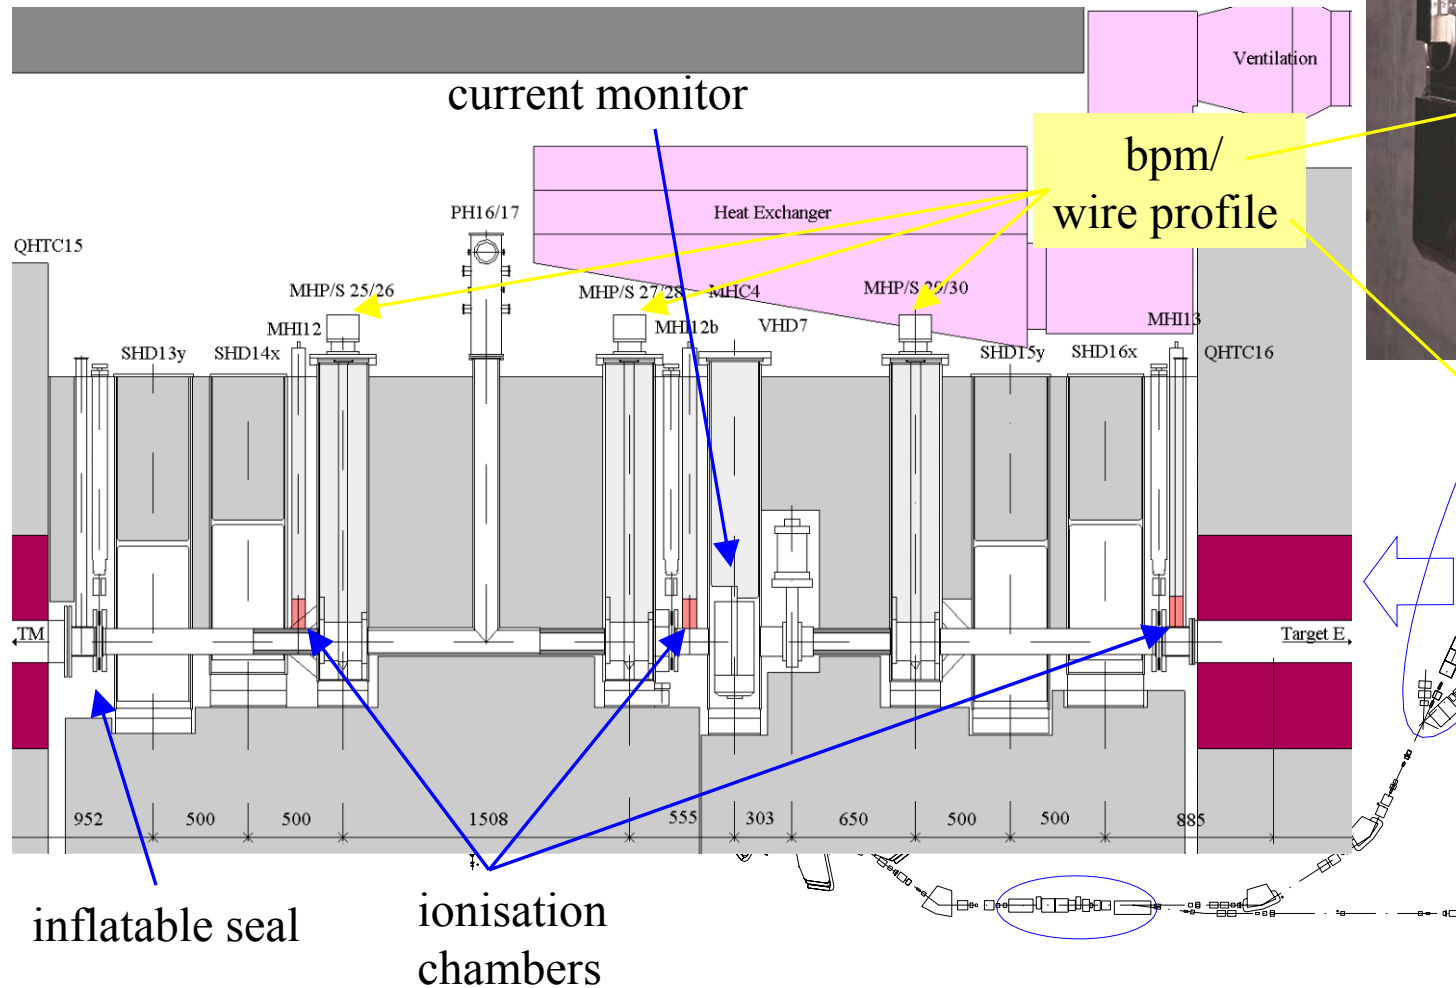 Ventilation
current monitor
bpm/
wire profile
PH16/17
Heat Exchanger
QHTC15
MHP/S 25/26
MHP/S 27/28
MHC4
MHP/S 29/30
MHI12
MHI12b
VHD7
MHI13
SHD13y
SHD14x
SHD15y
SHD16x
QHTC16
TM
Target E
952
500
500
1508
555
303
650
500
500
885
inflatable seal
ionisation
chambers